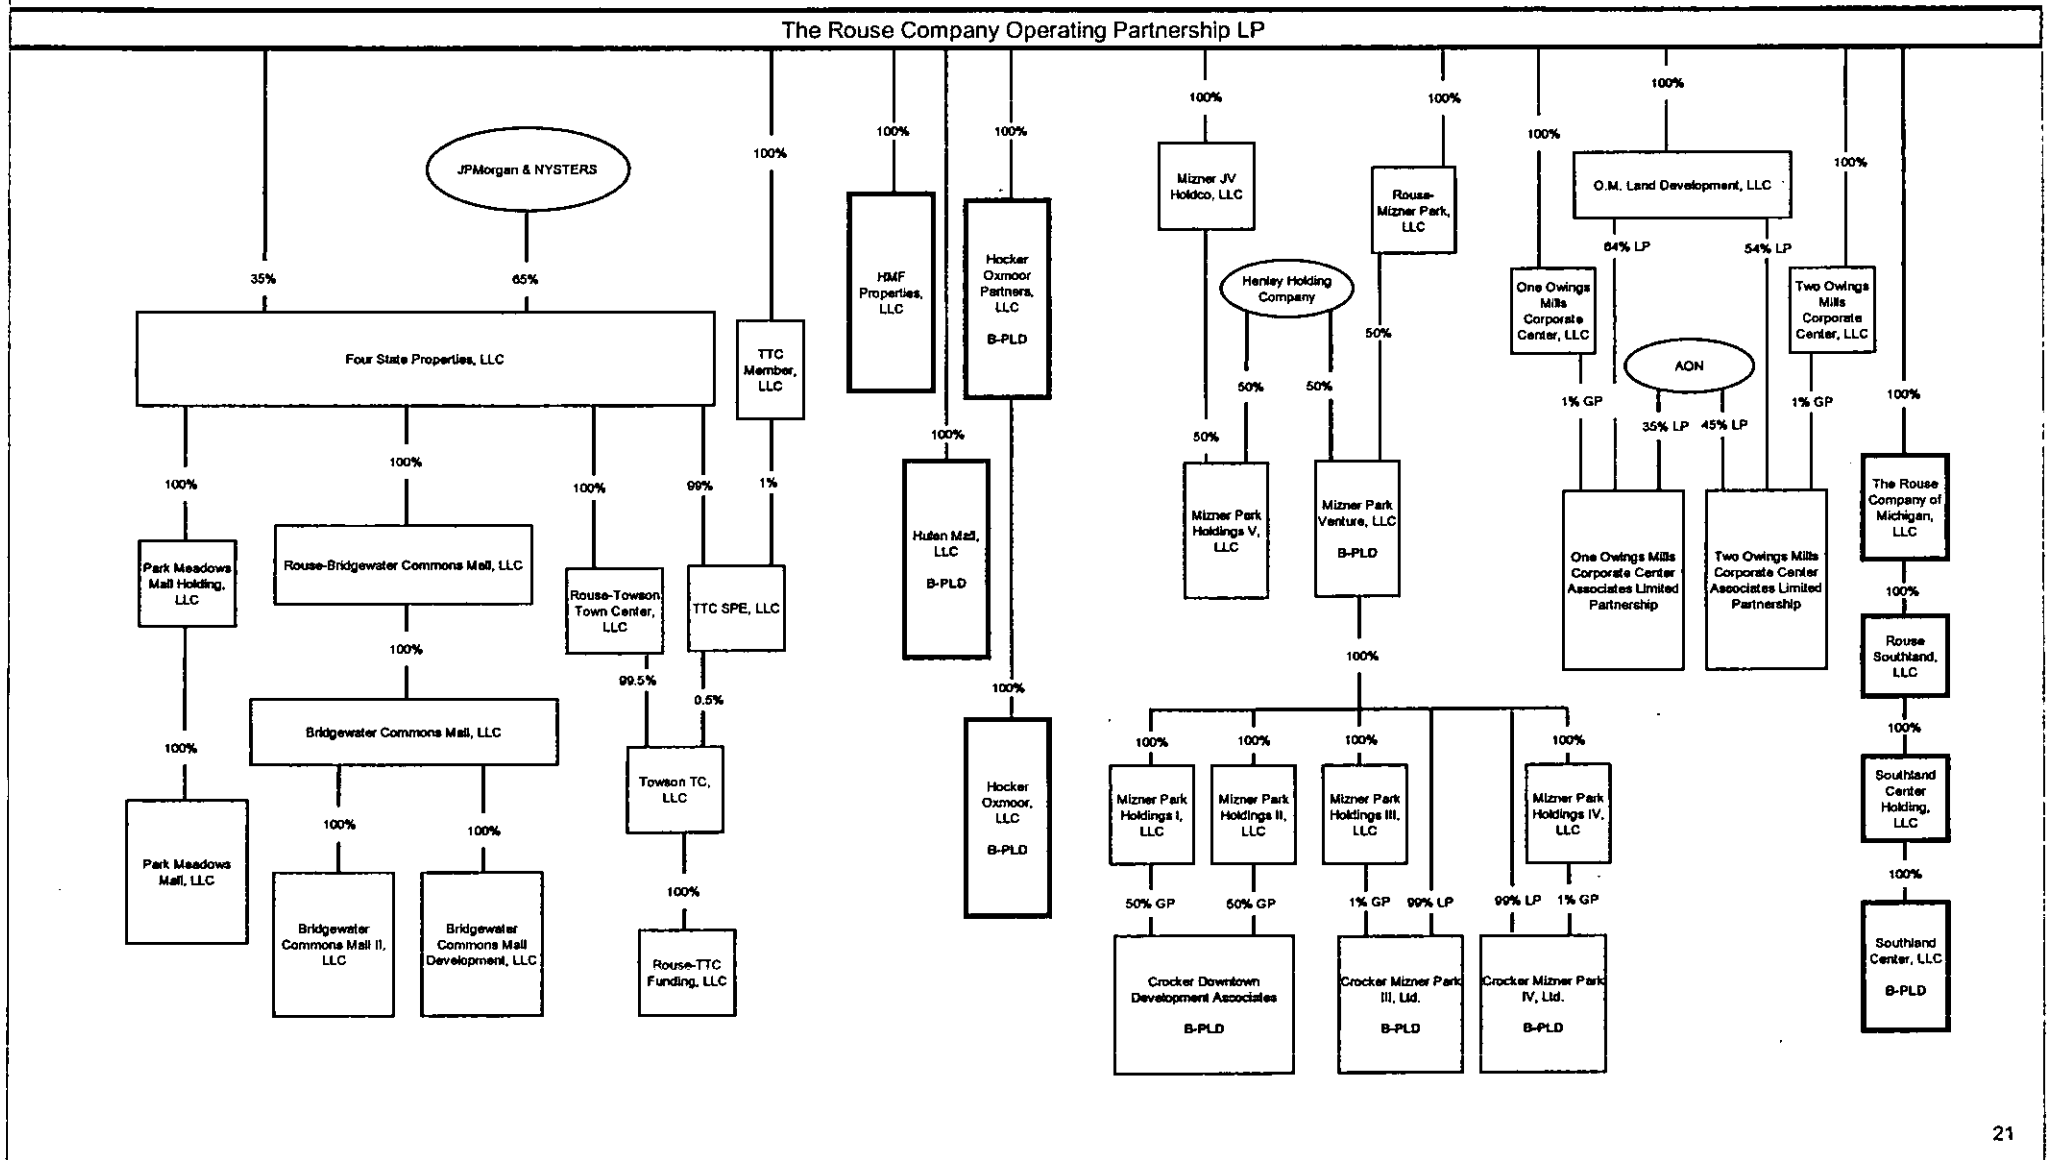 The Rouse Company Operating Partnership LP
35%
JPMorgan & NYSTERS
65%
Four State Properties, LLC
100%
Park Meadows
Mall Holding,
LLC
100%
Park Meadows
Mall, LLC
100%
Rouse-Bridgewater Commons Mall, LLC
100%
Bridgewater Commons Mall, LLC
100%
100%
Bridgewater
Commons Mall II,
LLC
Bridgewater
Commons Mall
Development, LLC
100%
99%
1%
100%
TTC
Member,
LLC
Rouse-Towson
Town Center,
LLC
TTC SPE, LLC
99.5%
0.5%
Towson TC,
LLC
100%
Rouse-TTC
Funding, LLC
100%
HMF
Properties,
LLC
100%
Hulen Mall,
LLC
B-PLD
100%
Hocker
Oxmoor
Partners,
LLC
B-PLD
100%
Hocker
Oxmoor,
LLC
B-PLD
100%
Mizner JV
Holdco, LLC
100%
Rouse-
Mizner Park,
LLC
Henley Holding
Company
50%
50%
50%
50%
Mizner Park
Holdings V,
LLC
Mizner Park
Venture, LLC
B-PLD
100%
100%
100%
100%
100%
Mizner Park
Holdings I,
LLC
Mizner Park
Holdings II,
LLC
Mizner Park
Holdings III,
LLC
Mizner Park
Holdings IV,
LLC
50% GP
50% GP
1% GP
99% LP
99% LP
1% GP
Crocker Downtown
Development Associates
B-PLD
Crocker Mizner Park
III, Ltd.
B-PLD
Crocker Mizner Park
IV, Ltd.
B-PLD
100%
100%
100%
O.M. Land Development, LLC
64% LP
54% LP
One Owings
Mills
Corporate
Center, LLC
Two Owings
Mills
Corporate
Center, LLC
AON
1% GP
35% LP
45% LP
1% GP
One Owings Mills
Corporate Center
Associates Limited
Partnership
Two Owings Mills
Corporate Center
Associates Limited
Partnership
100%
The Rouse
Company of
Michigan,
LLC
100%
Rouse
Southland,
LLC
100%
Southland
Center
Holding,
LLC
100%
Southland
Center, LLC
B-PLD
21